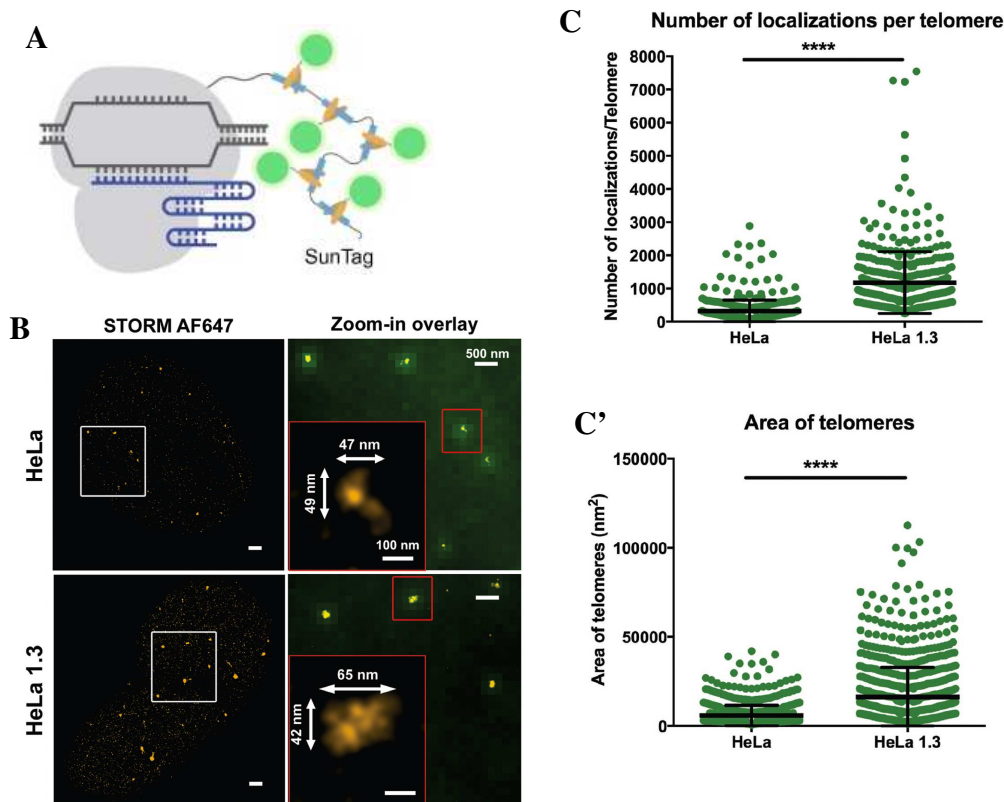 A
SunTag
B
STORM AF647
Zoom-in overlay
HeLa
500 nm
47 nm
49 nm
100 nm
HeLa 1.3
65 nm
42 nm
C
Number of localizations per telomere
****
Number of localizations/Telomere
8000
7000
6000
5000
4000
3000
2000
1000
0
HeLa
HeLa 1.3
C'
Area of telomeres
****
Area of telomeres (nm²)
150000
100000
50000
0
HeLa
HeLa 1.3